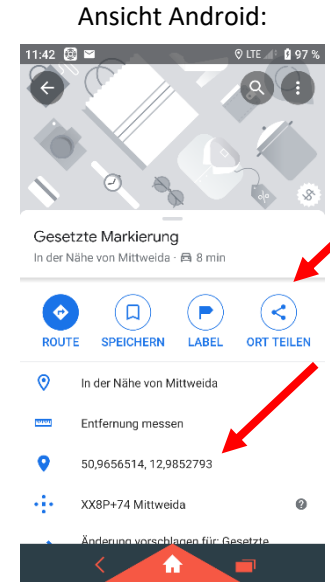 Ansicht Android:
11:42 LTE 97 %
Gesetzte Markierung
In der Nähe von Mittweida · 8 min
ROUTE SPEICHERN LABEL ORT TEILEN
In der Nähe von Mittweida
Entfernung messen
50,9656514, 12,9852793
XX8P+74 Mittweida
Änderung vorschlagen für: Gesetzte